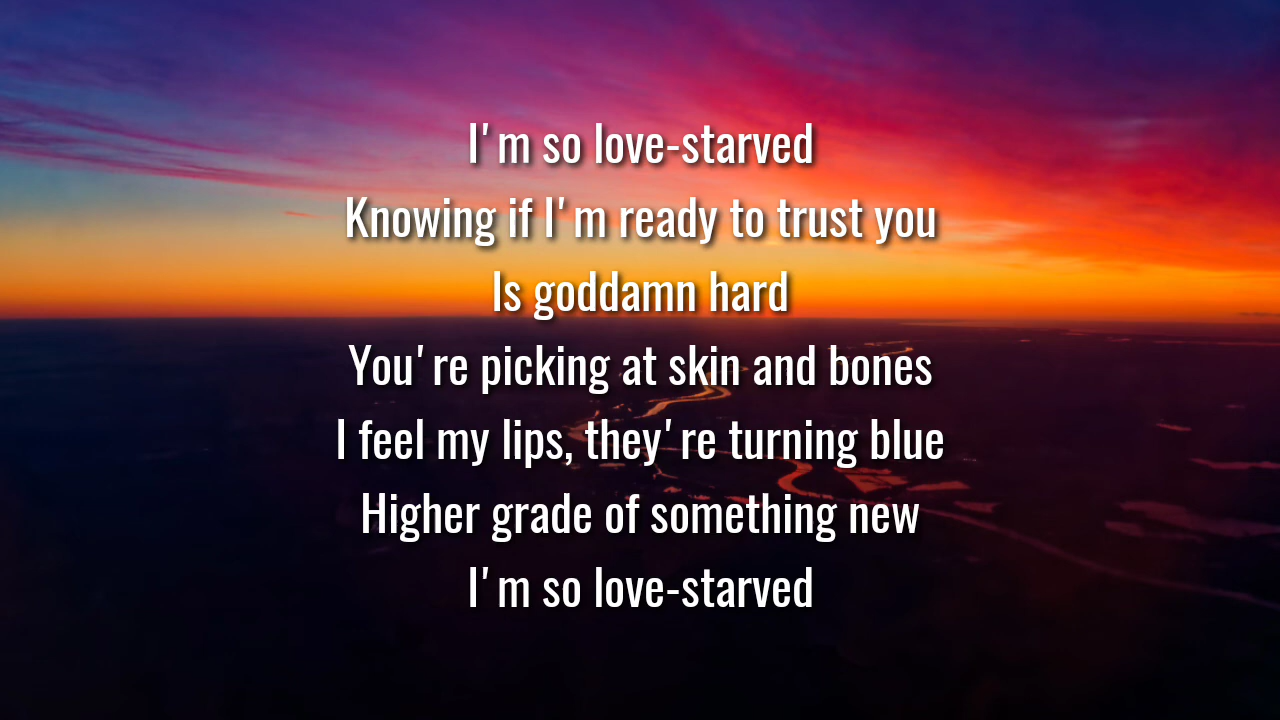 I'm so love-starved
Knowing if I'm ready to trust you
Is goddamn hard
You're picking at skin and bones
I feel my lips, they're turning blue
Higher grade of something new
I'm so love-starved